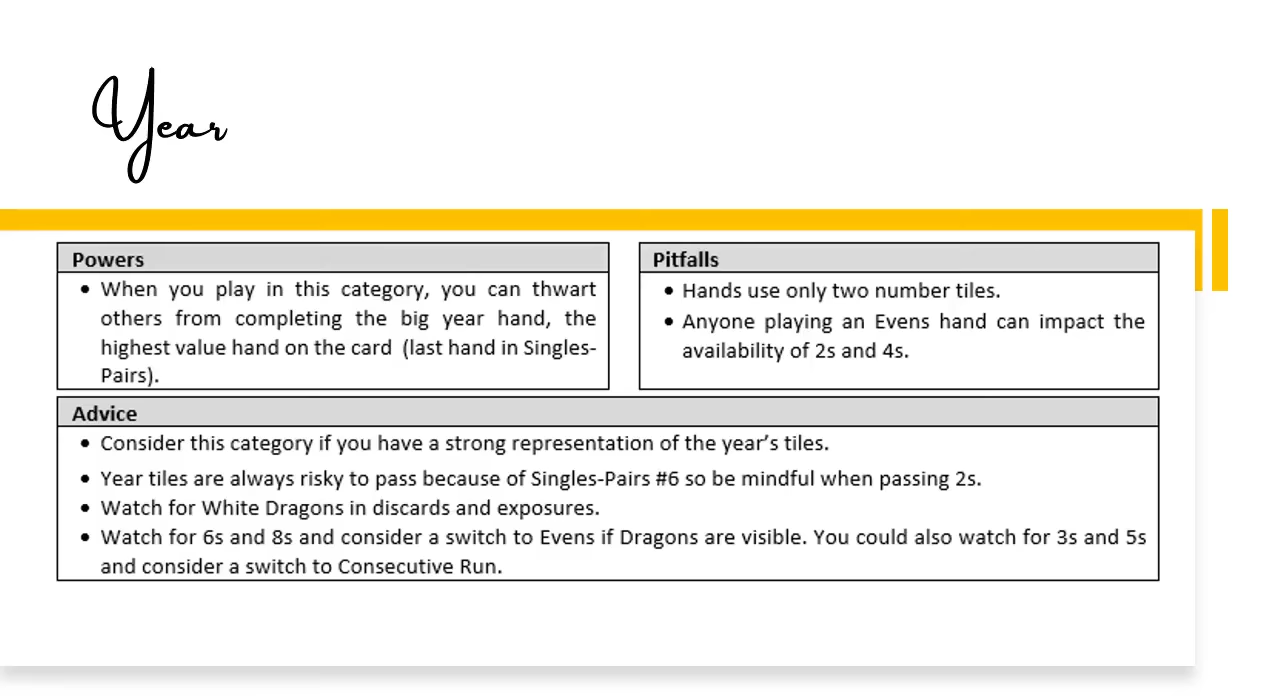 Year
Powers
• When you play in this category, you can thwart
others from completing the big year hand, the
highest value hand on the card (last hand in Singles-
Pairs).
Pitfalls
• Hands use only two number tiles.
• Anyone playing an Evens hand can impact the
availability of 2s and 4s.
Advice
• Consider this category if you have a strong representation of the year’s tiles.
• Year tiles are always risky to pass because of Singles-Pairs #6 so be mindful when passing 2s.
• Watch for White Dragons in discards and exposures.
• Watch for 6s and 8s and consider a switch to Evens if Dragons are visible. You could also watch for 3s and 5s
and consider a switch to Consecutive Run.